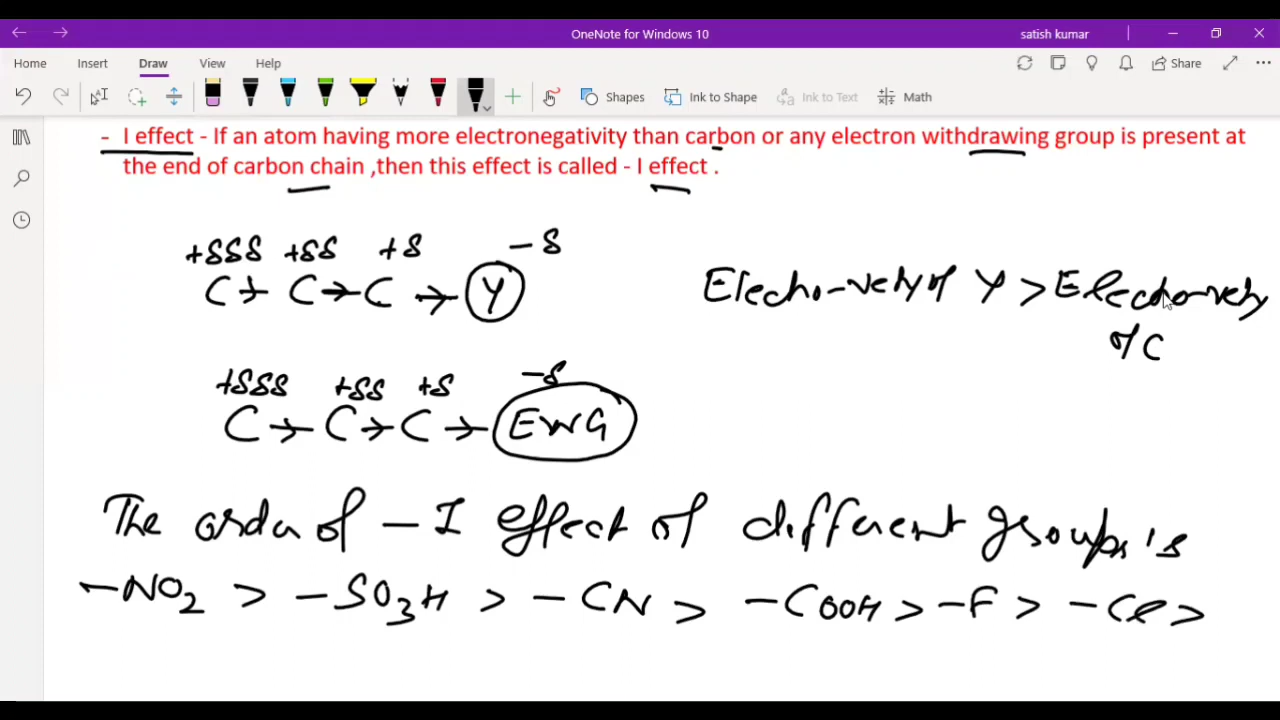 OneNote for Windows 10
satish kumar
Home Insert Draw View Help
Share
Shapes Ink to Shape Ink to Text Math
- I effect - If an atom having more electronegativity than carbon or any electron withdrawing group is present at
the end of carbon chain ,then this effect is called - I effect .
+δδδ +δδ +δ -δ
C → C → C → Y
Electro-vety of Y > Electro-vety
of C
+δδδ +δδ +δ -δ
C → C → C → EWG
The order of - I effect of different groups is
-NO2 > -SO3H > -CN > -COOH > -F > -Cl >